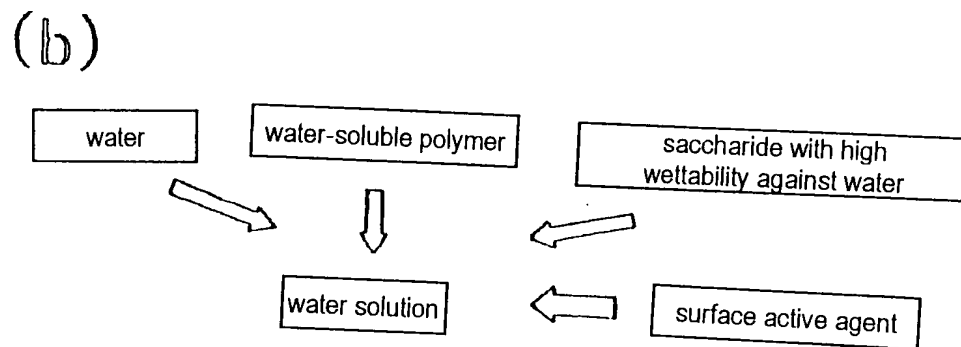 (b)
water
water-soluble polymer
saccharide with high
wettability against water
water solution
surface active agent